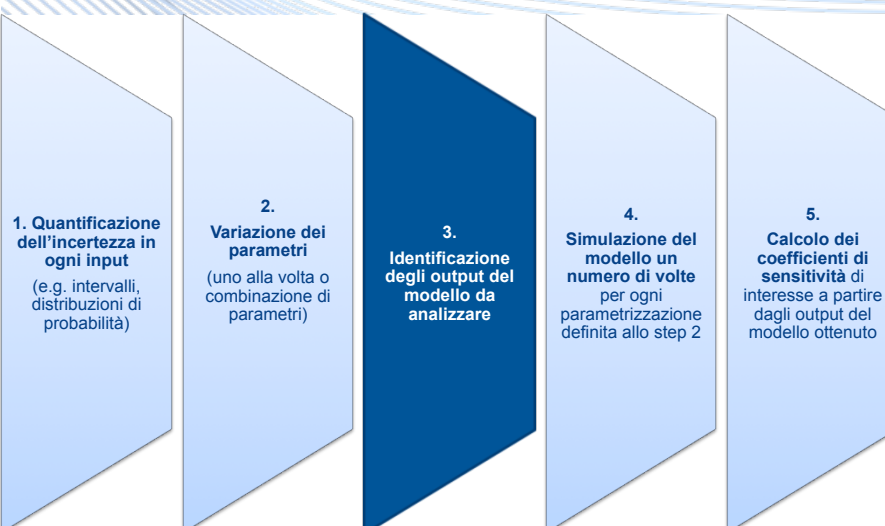 1. Quantificazione
dell'incertezza in
ogni input
(e.g. intervalli,
distribuzioni di
probabilità)
2.
Variazione dei
parametri
(uno alla volta o
combinazione di
parametri)
3.
Identificazione
degli output del
modello da
analizzare
4.
Simulazione del
modello un
numero di volte
per ogni
parametrizzazione
definita allo step 2
5.
Calcolo dei
coefficienti di
sensitività di
interesse a partire
dagli output del
modello ottenuto